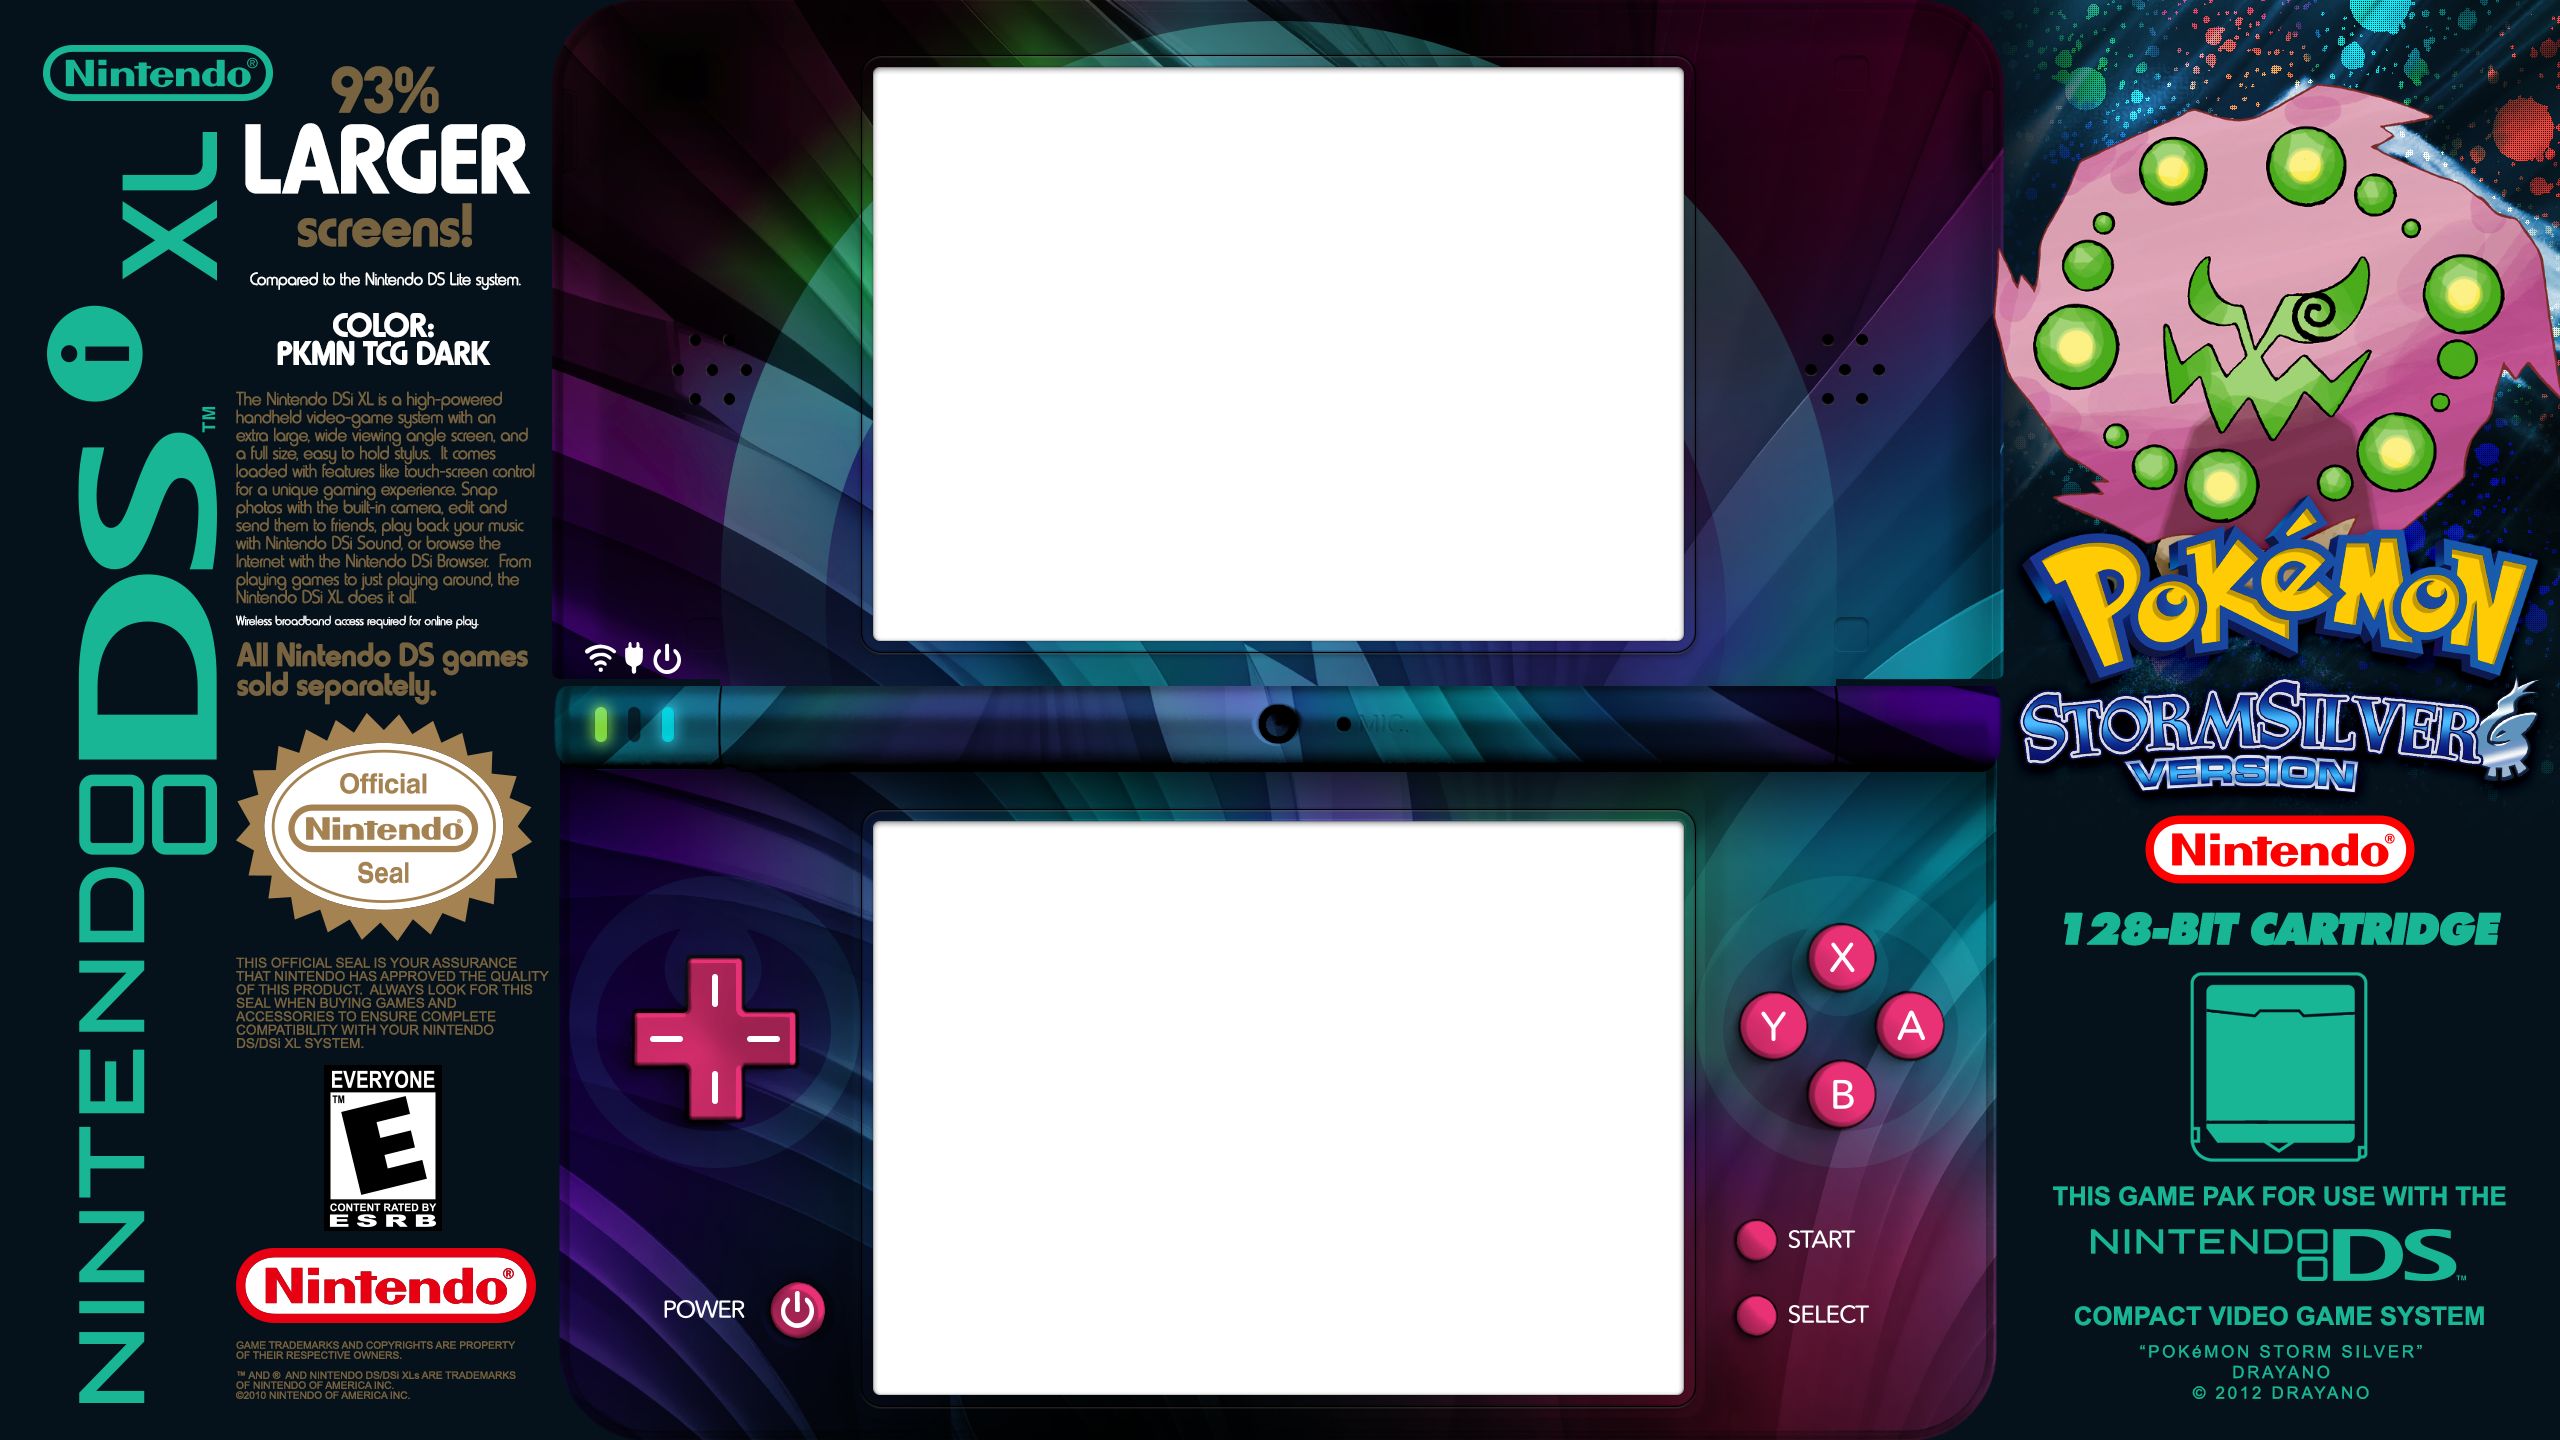 Nintendo®
NINTENDO DSi XL™
93%
LARGER
screens!
Compared to the Nintendo DS Lite system.
COLOR:
PKMN TCG DARK
The Nintendo DSi XL is a high-powered
handheld video-game system with an
extra large, wide viewing angle screen, and
a full size, easy to hold stylus. It comes
loaded with features like touch-screen control
for a unique gaming experience. Snap
photos with the built-in camera, edit and
send them to friends, play back your music
with Nintendo DSi Sound, or browse the
Internet with the Nintendo DSi Browser. From
playing games to just playing around, the
Nintendo DSi XL does it all.
Wireless broadband access required for online play.
All Nintendo DS games
sold separately.
Official
Nintendo®
Seal
THIS OFFICIAL SEAL IS YOUR ASSURANCE
THAT NINTENDO HAS APPROVED THE QUALITY
OF THIS PRODUCT. ALWAYS LOOK FOR THIS
SEAL WHEN BUYING GAMES AND
ACCESSORIES TO ENSURE COMPLETE
COMPATIBILITY WITH YOUR NINTENDO
DS/DSi XL SYSTEM.
EVERYONE
™
E
CONTENT RATED BY
ESRB
Nintendo®
GAME TRADEMARKS AND COPYRIGHTS ARE PROPERTY
OF THEIR RESPECTIVE OWNERS.
™ AND ® AND NINTENDO DS/DSi XLs ARE TRADEMARKS
OF NINTENDO OF AMERICA INC.
©2010 NINTENDO OF AMERICA INC.
MIC.
X
Y
A
B
START
SELECT
POWER
POKéMON
STORMSILVER
VERSION
Nintendo®
128-BIT CARTRIDGE
THIS GAME PAK FOR USE WITH THE
NINTENDO DS™
COMPACT VIDEO GAME SYSTEM
“POKéMON STORM SILVER”
DRAYANO
© 2012 DRAYANO